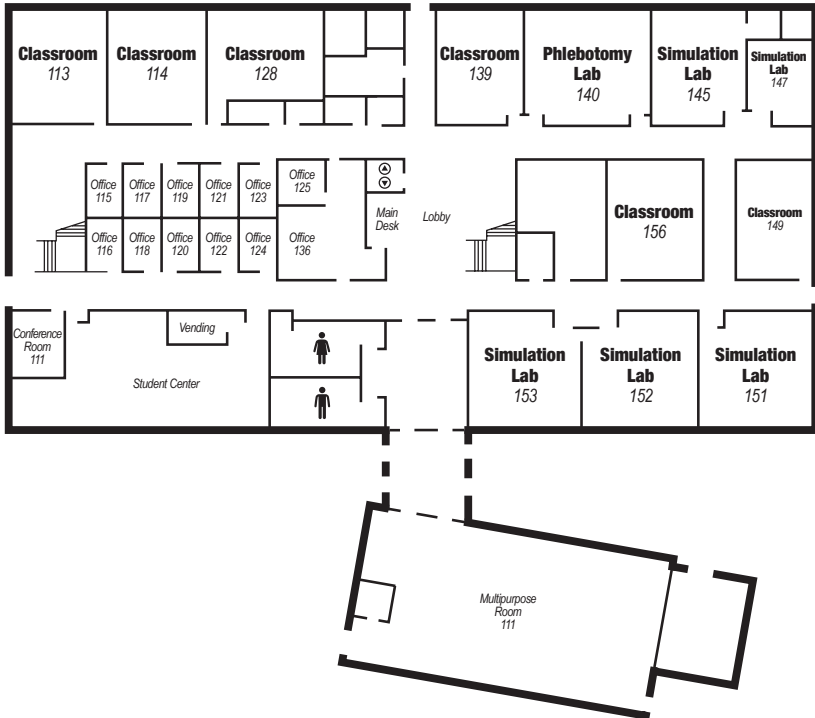 Classroom
113
Classroom
114
Classroom
128
Classroom
139
Phlebotomy
Lab
140
Simulation
Lab
145
Simulation
Lab
147
Office
115
Office
117
Office
119
Office
121
Office
123
Office
125
Office
116
Office
118
Office
120
Office
122
Office
124
Office
136
Main
Desk
Lobby
Classroom
156
Classroom
149
Conference
Room
111
Vending
Student Center
Simulation
Lab
153
Simulation
Lab
152
Simulation
Lab
151
Multipurpose
Room
111